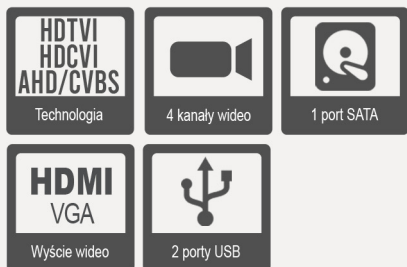 HDTVI
HDCVI
AHD/CVBS
Technologia
4 kanały wideo
1 port SATA
HDMI
VGA
Wyście wideo
2 porty USB